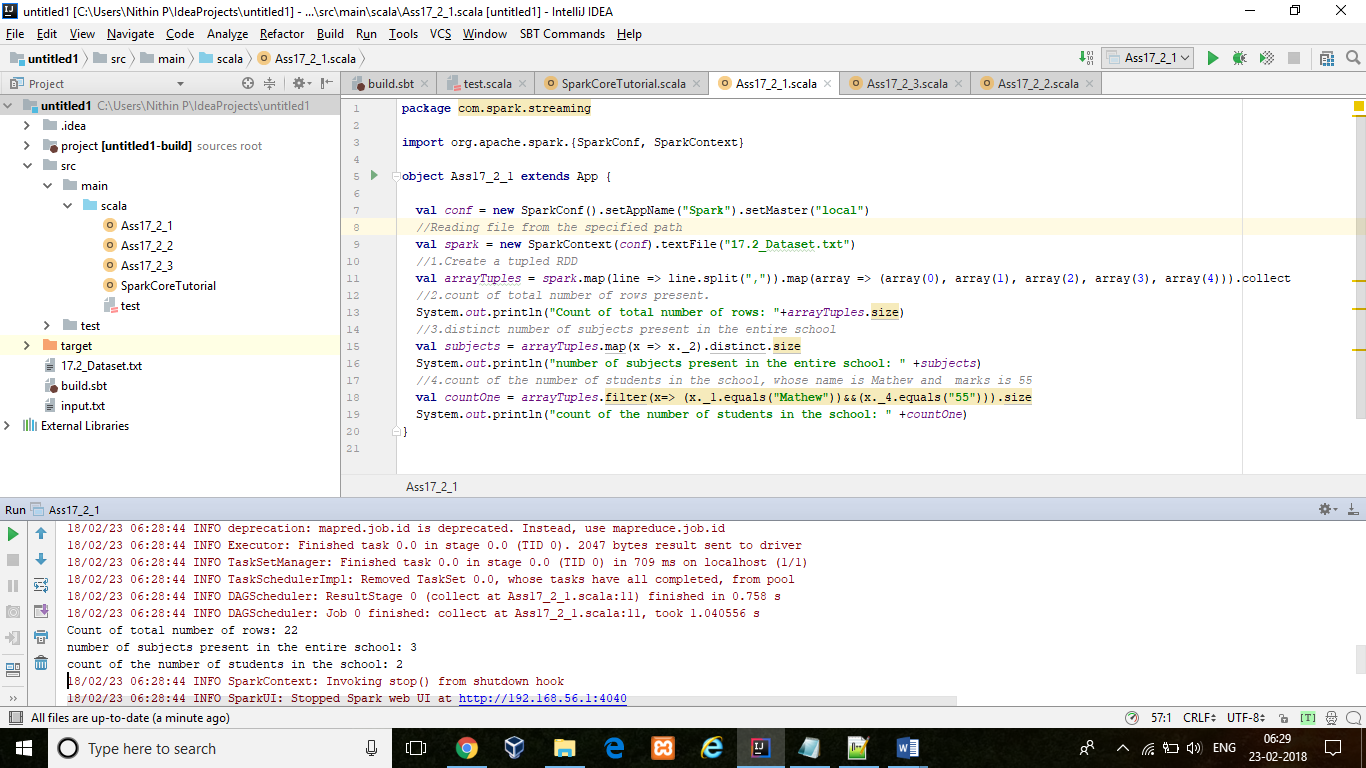 untitled1 [C:\Users\Nithin P\IdeaProjects\untitled1] - ...\src\main\scala\Ass17_2_1.scala [untitled1] - IntelliJ IDEA
File Edit View Navigate Code Analyze Refactor Build Run Tools VCS Window SBT Commands Help
untitled1 src main scala Ass17_2_1.scala
Ass17_2_1
Project
build.sbt test.scala SparkCoreTutorial.scala Ass17_2_1.scala Ass17_2_3.scala Ass17_2_2.scala
untitled1 C:\Users\Nithin P\IdeaProjects\untitled1
.idea
project [untitled1-build] sources root
src
main
scala
Ass17_2_1
Ass17_2_2
Ass17_2_3
SparkCoreTutorial
test
test
target
17.2_Dataset.txt
build.sbt
input.txt
External Libraries
1 package com.spark.streaming
2
3 import org.apache.spark.{SparkConf, SparkContext}
4
5 object Ass17_2_1 extends App {
6
7 val conf = new SparkConf().setAppName("Spark").setMaster("local")
8 //Reading file from the specified path
9 val spark = new SparkContext(conf).textFile("17.2_Dataset.txt")
10 //1.Create a tupled RDD
11 val arrayTuples = spark.map(line => line.split(",")).map(array => (array(0), array(1), array(2), array(3), array(4))).collect
12 //2.count of total number of rows present.
13 System.out.println("Count of total number of rows: "+arrayTuples.size)
14 //3.distinct number of subjects present in the entire school
15 val subjects = arrayTuples.map(x => x._2).distinct.size
16 System.out.println("number of subjects present in the entire school: " +subjects)
17 //4.count of the number of students in the school, whose name is Mathew and  marks is 55
18 val countOne = arrayTuples.filter(x=> (x._1.equals("Mathew"))&&(x._4.equals("55"))).size
19 System.out.println("count of the number of students in the school: " +countOne)
20 }
21
Ass17_2_1
Run Ass17_2_1
18/02/23 06:28:44 INFO deprecation: mapred.job.id is deprecated. Instead, use mapreduce.job.id
18/02/23 06:28:44 INFO Executor: Finished task 0.0 in stage 0.0 (TID 0). 2047 bytes result sent to driver
18/02/23 06:28:44 INFO TaskSetManager: Finished task 0.0 in stage 0.0 (TID 0) in 709 ms on localhost (1/1)
18/02/23 06:28:44 INFO TaskSchedulerImpl: Removed TaskSet 0.0, whose tasks have all completed, from pool
18/02/23 06:28:44 INFO DAGScheduler: ResultStage 0 (collect at Ass17_2_1.scala:11) finished in 0.758 s
18/02/23 06:28:44 INFO DAGScheduler: Job 0 finished: collect at Ass17_2_1.scala:11, took 1.040556 s
Count of total number of rows: 22
number of subjects present in the entire school: 3
count of the number of students in the school: 2
18/02/23 06:28:44 INFO SparkContext: Invoking stop() from shutdown hook
18/02/23 06:28:44 INFO SparkUI: Stopped Spark web UI at http://192.168.56.1:4040
All files are up-to-date (a minute ago)
57:1 CRLF UTF-8 [T]
Type here to search
ENG
06:29
23-02-2018